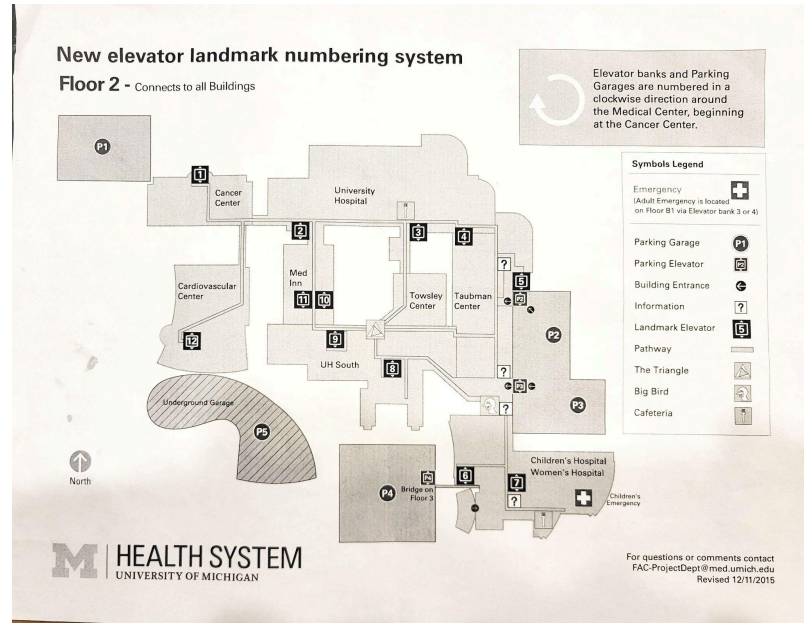 New elevator landmark numbering system
Floor 2 - Connects to all Buildings
Elevator banks and Parking
Garages are numbered in a
clockwise direction around
the Medical Center, beginning
at the Cancer Center.
Symbols Legend
Emergency
(Adult Emergency is located
on Floor B1 via Elevator bank 3 or 4)
Parking Garage P1
Parking Elevator P2
Building Entrance
Information ?
Landmark Elevator 5
Pathway
The Triangle
Big Bird
Cafeteria
P1
1
Cancer
Center
University
Hospital
2
3
4
?
5
P2
Med
Inn
11
10
Cardiovascular
Center
12
Towsley
Center
Taubman
Center
P2
9
UH South
8
?
P3
?
P3
Underground Garage
P5
North
P4
P4
Bridge on
Floor 3
6
7
?
Children's Hospital
Women's Hospital
Children's
Emergency
M HEALTH SYSTEM
UNIVERSITY OF MICHIGAN
For questions or comments contact
FAC-ProjectDept@med.umich.edu
Revised 12/11/2015